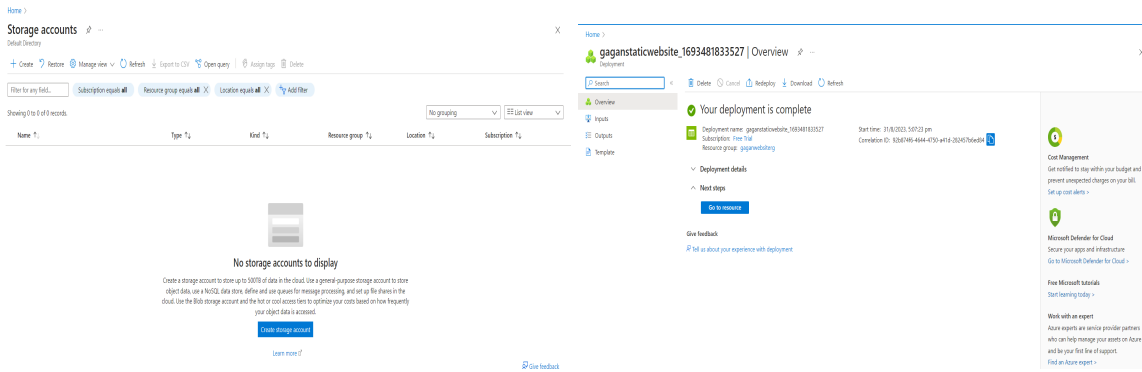 Home >
Storage accounts
Default Directory
+ Create Restore Manage view Refresh Export to CSV Open query Assign tags Delete
Filter for any field... Subscription equals all Resource group equals all X Location equals all X Add filter
Showing 0 to 0 of 0 records.
No grouping List view
Name ↑↓ Type ↑↓ Kind ↑↓ Resource group ↑↓ Location ↑↓ Subscription ↑↓
No storage accounts to display
Create a storage account to store up to 500TB of data in the cloud. Use a general-purpose storage account to store
object data, use a NoSQL data store, define and use queues for message processing, and set up file shares in the
cloud. Use the Blob storage account and the hot or cool access tiers to optimize your costs based on how frequently
your object data is accessed.
Create storage account
Learn more
Give feedback
Home >
gaganstaticwebsite_1693481833527 | Overview
Deployment
Search
Overview
Inputs
Outputs
Template
Delete Cancel Redeploy Download Refresh
Your deployment is complete
Deployment name: gaganstaticwebsite_1693481833527
Subscription: Free Trial
Resource group: gaganwebsiterg
Start time: 31/8/2023, 5:07:23 pm
Correlation ID: 92b874f6-4644-4750-a41d-282457b6ed84
Deployment details
Next steps
Go to resource
Give feedback
Tell us about your experience with deployment
Cost Management
Get notified to stay within your budget and
prevent unexpected charges on your bill.
Set up cost alerts >
Microsoft Defender for Cloud
Secure your apps and infrastructure
Go to Microsoft Defender for Cloud >
Free Microsoft tutorials
Start learning today >
Work with an expert
Azure experts are service provider partners
who can help manage your assets on Azure
and be your first line of support.
Find an Azure expert >